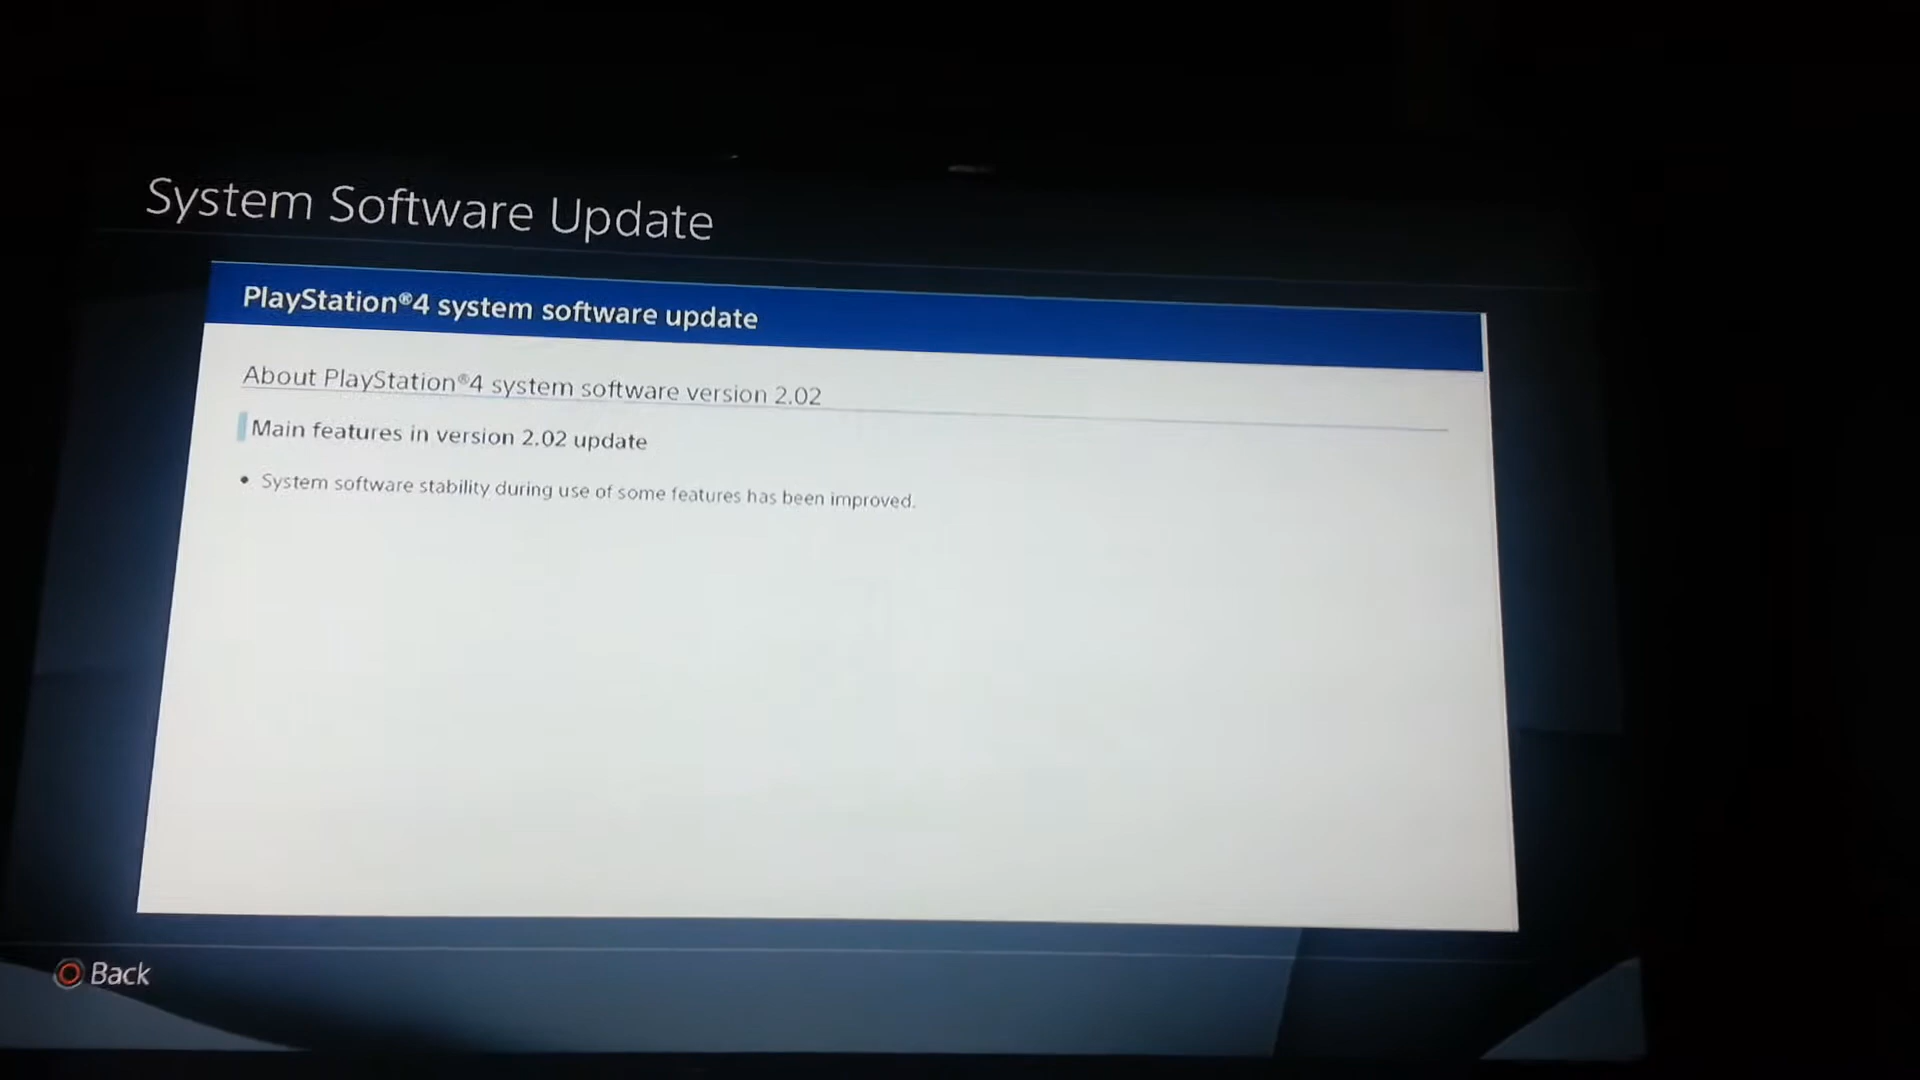 System Software Update
PlayStation®4 system software update
About PlayStation®4 system software version 2.02
Main features in version 2.02 update
• System software stability during use of some features has been improved.
Back